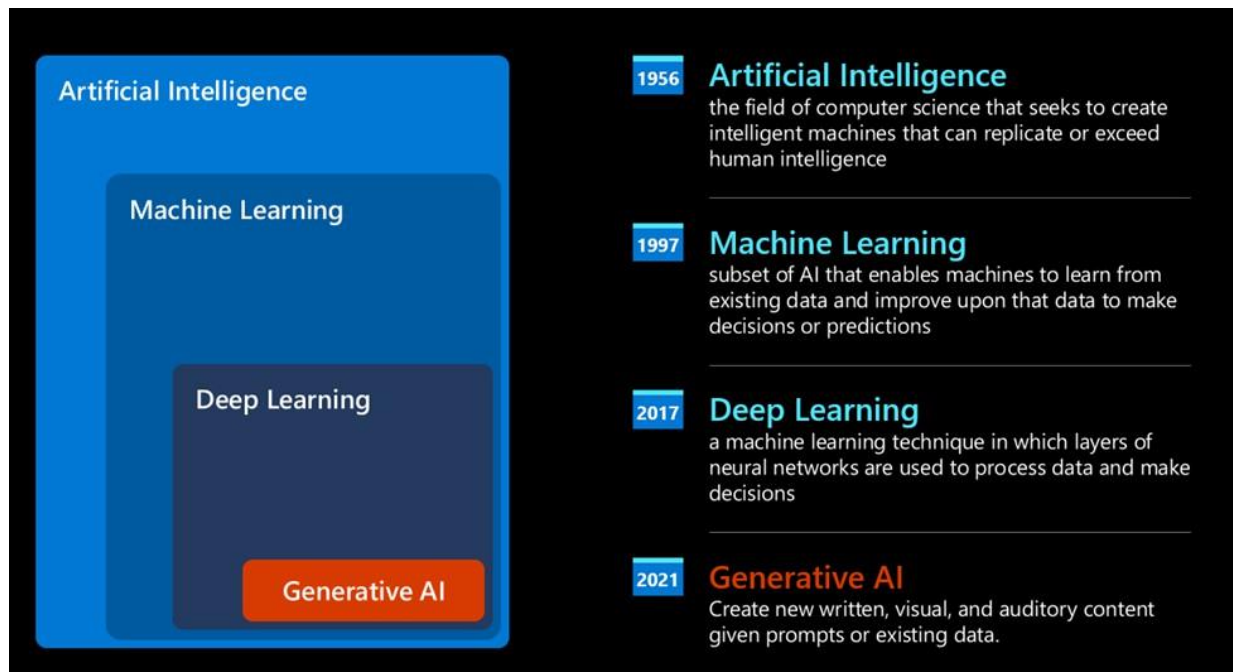 Artificial Intelligence
Machine Learning
Deep Learning
Generative AI
1956
Artificial Intelligence
the field of computer science that seeks to create
intelligent machines that can replicate or exceed
human intelligence
1997
Machine Learning
subset of AI that enables machines to learn from
existing data and improve upon that data to make
decisions or predictions
2017
Deep Learning
a machine learning technique in which layers of
neural networks are used to process data and make
decisions
2021
Generative AI
Create new written, visual, and auditory content
given prompts or existing data.